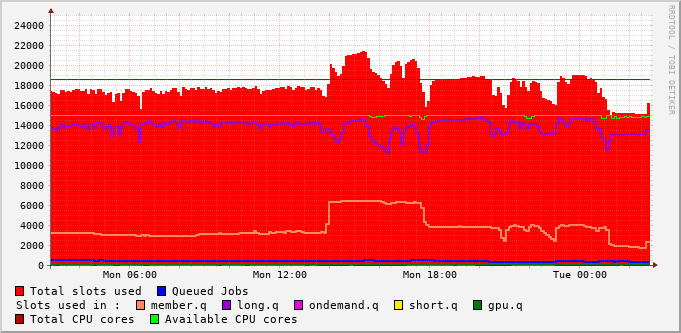 24000
22000
20000
18000
16000
14000
12000
10000
8000
6000
4000
2000
0
Mon 06:00 Mon 12:00 Mon 18:00 Tue 00:00
Total slots used Queued Jobs
Slots used in : member.q long.q ondemand.q short.q gpu.q
Total CPU cores Available CPU cores
RRDTOOL / TOBI OETIKER